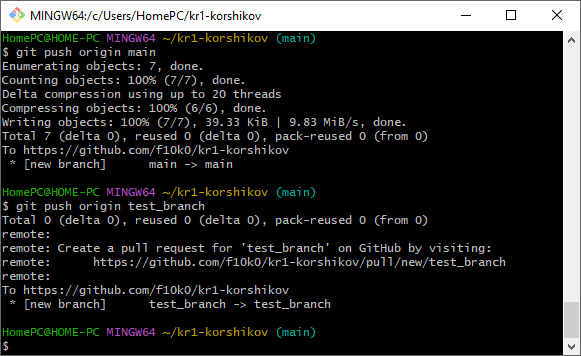 MINGW64:/c/Users/HomePC/kr1-korshikov
HomePC@HOME-PC MINGW64 ~/kr1-korshikov (main)
$ git push origin main
Enumerating objects: 7, done.
Counting objects: 100% (7/7), done.
Delta compression using up to 20 threads
Compressing objects: 100% (6/6), done.
Writing objects: 100% (7/7), 39.33 KiB | 9.83 MiB/s, done.
Total 7 (delta 0), reused 0 (delta 0), pack-reused 0 (from 0)
To https://github.com/f10k0/kr1-korshikov
 * [new branch]      main -> main
HomePC@HOME-PC MINGW64 ~/kr1-korshikov (main)
$ git push origin test_branch
Total 0 (delta 0), reused 0 (delta 0), pack-reused 0 (from 0)
remote:
remote: Create a pull request for 'test_branch' on GitHub by visiting:
remote:      https://github.com/f10k0/kr1-korshikov/pull/new/test_branch
remote:
To https://github.com/f10k0/kr1-korshikov
 * [new branch]      test_branch -> test_branch
HomePC@HOME-PC MINGW64 ~/kr1-korshikov (main)
$